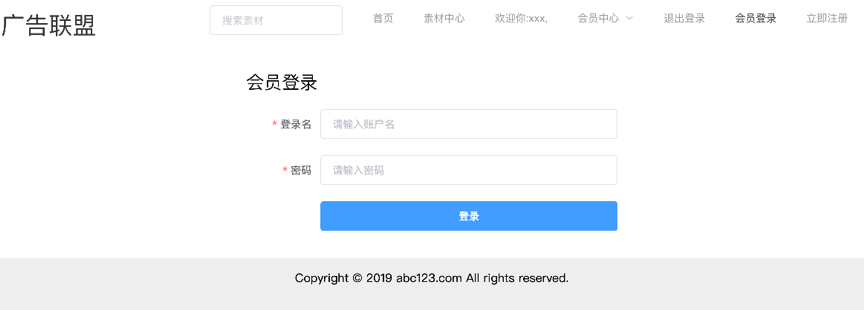 广告联盟
搜索素材
首页 素材中心 欢迎你:xxx, 会员中心 退出登录 会员登录 立即注册
会员登录
* 登录名 请输入账户名
* 密码 请输入密码
登录
Copyright © 2019 abc123.com All rights reserved.